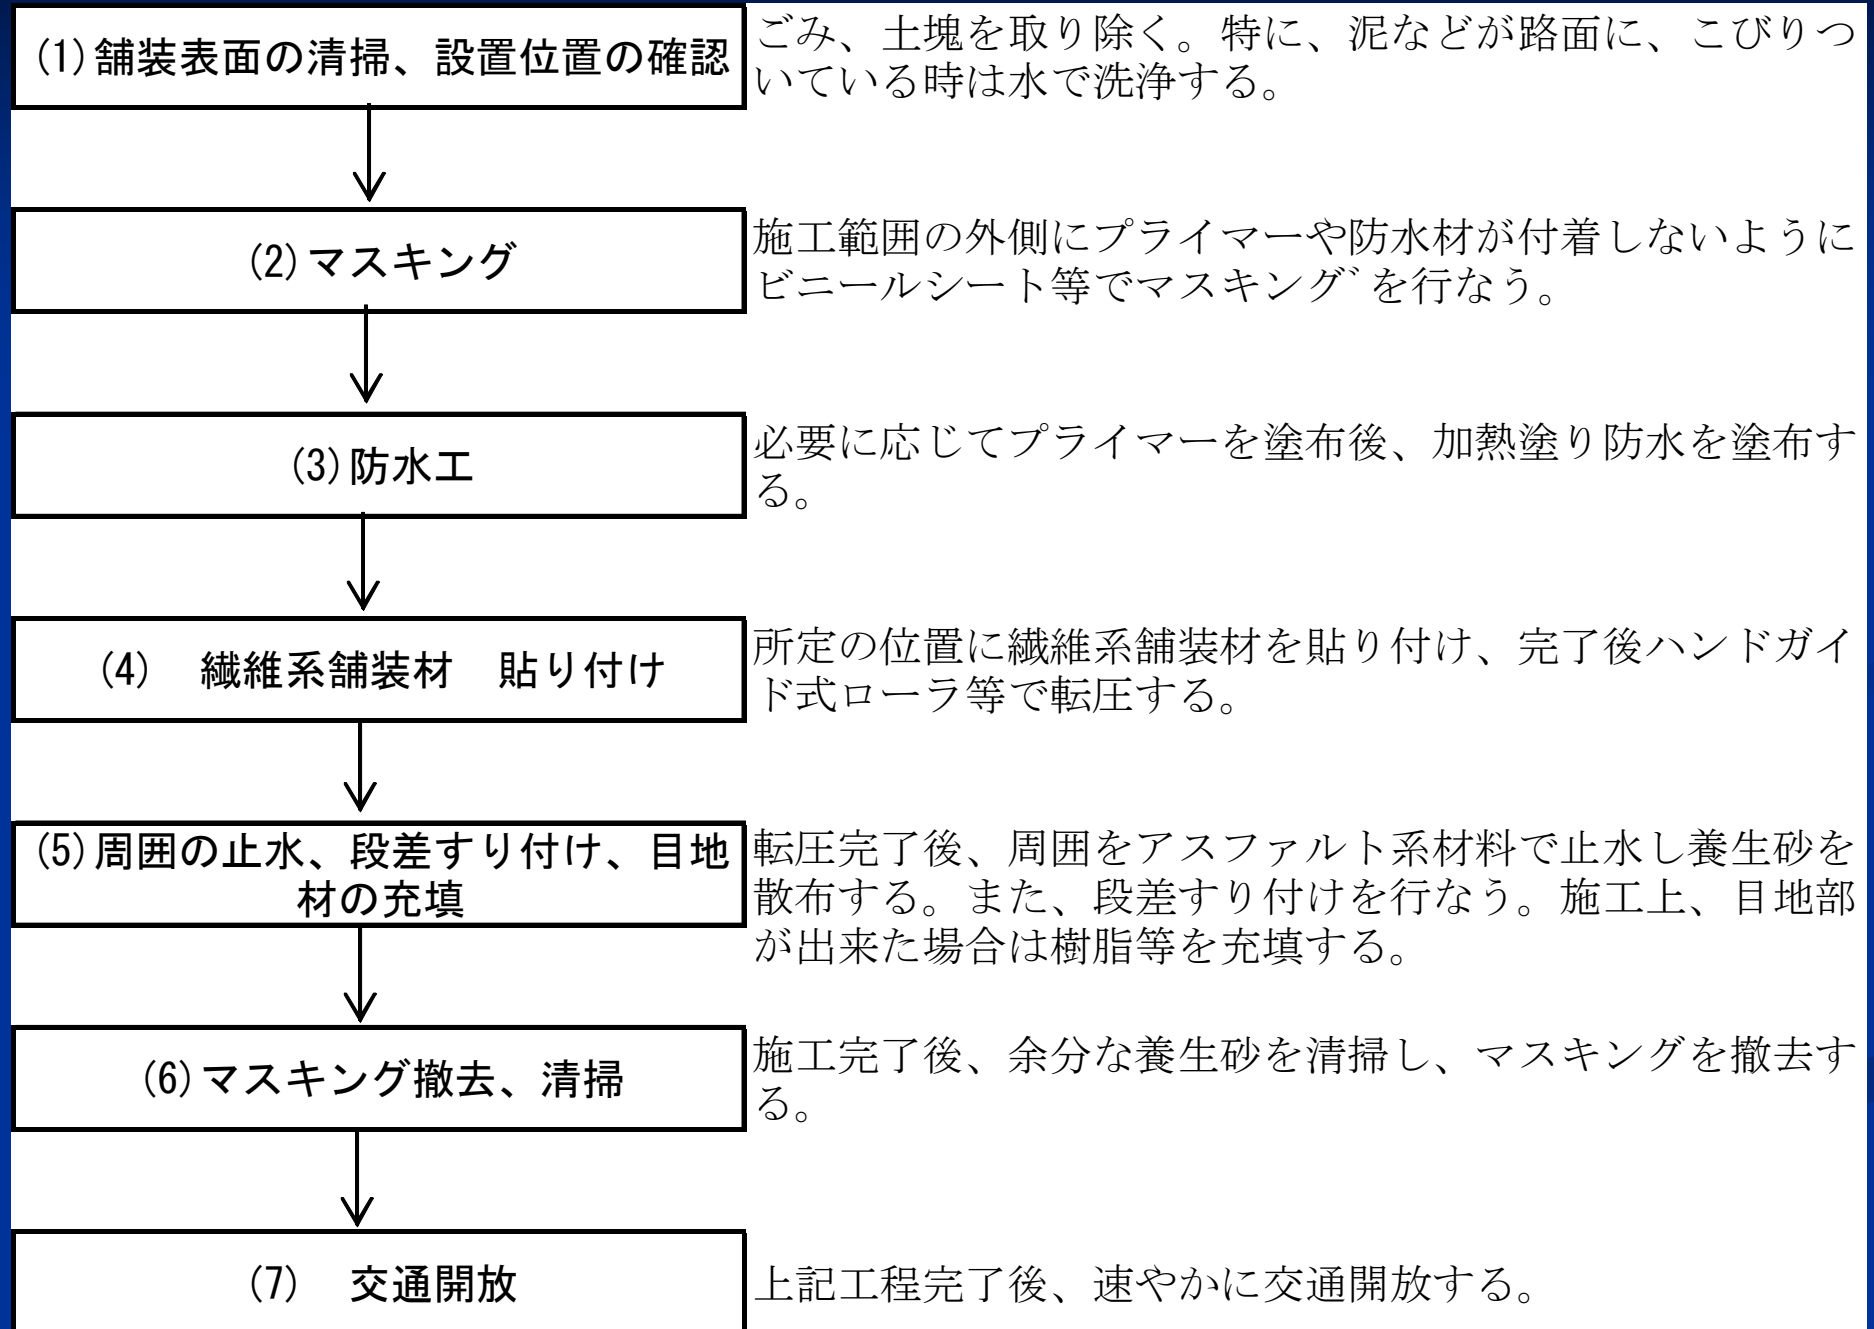 (1)舗装表面の清掃、設置位置の確認
ごみ、土塊を取り除く。特に、泥などが路面に、こびりつ
いている時は水で洗浄する。
(2)マスキング
施工範囲の外側にプライマーや防水材が付着しないように
ビニールシート等でマスキング゛を行なう。
(3)防水工
必要に応じてプライマーを塗布後、加熱塗り防水を塗布す
る。
(4)　繊維系舗装材　貼り付け
所定の位置に繊維系舗装材を貼り付け、完了後ハンドガイ
ド式ローラ等で転圧する。
(5)周囲の止水、段差すり付け、目地
材の充填
転圧完了後、周囲をアスファルト系材料で止水し養生砂を
散布する。また、段差すり付けを行なう。施工上、目地部
が出来た場合は樹脂等を充填する。
(6)マスキング撤去、清掃
施工完了後、余分な養生砂を清掃し、マスキングを撤去す
る。
(7)　交通開放
上記工程完了後、速やかに交通開放する。